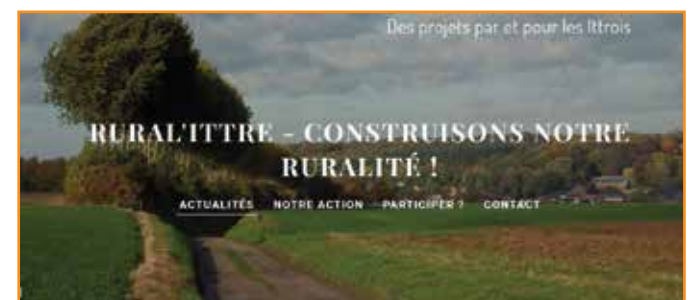 Des projets par et pour les Ittrois
RURAL'ITTRE - CONSTRUISONS NOTRE
RURALITÉ !
ACTUALITÉS NOTRE ACTION PARTICIPER ? CONTACT